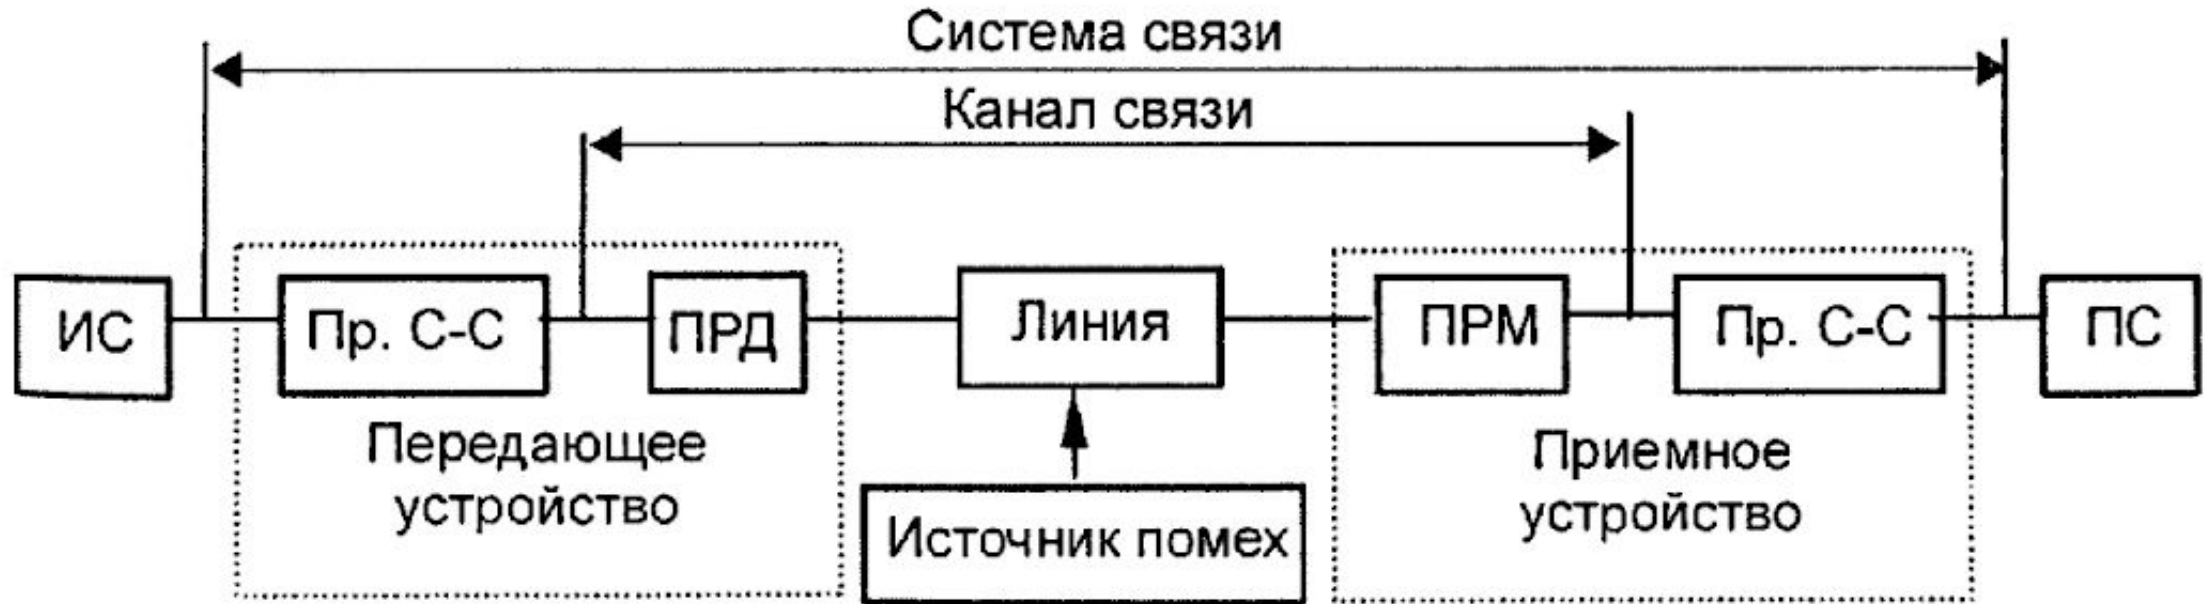 Система связи
Канал связи
ИС
Пр. С-С
ПРД
Линия
ПРМ
Пр. С-С
ПС
Передающее
устройство
Источник помех
Приемное
устройство